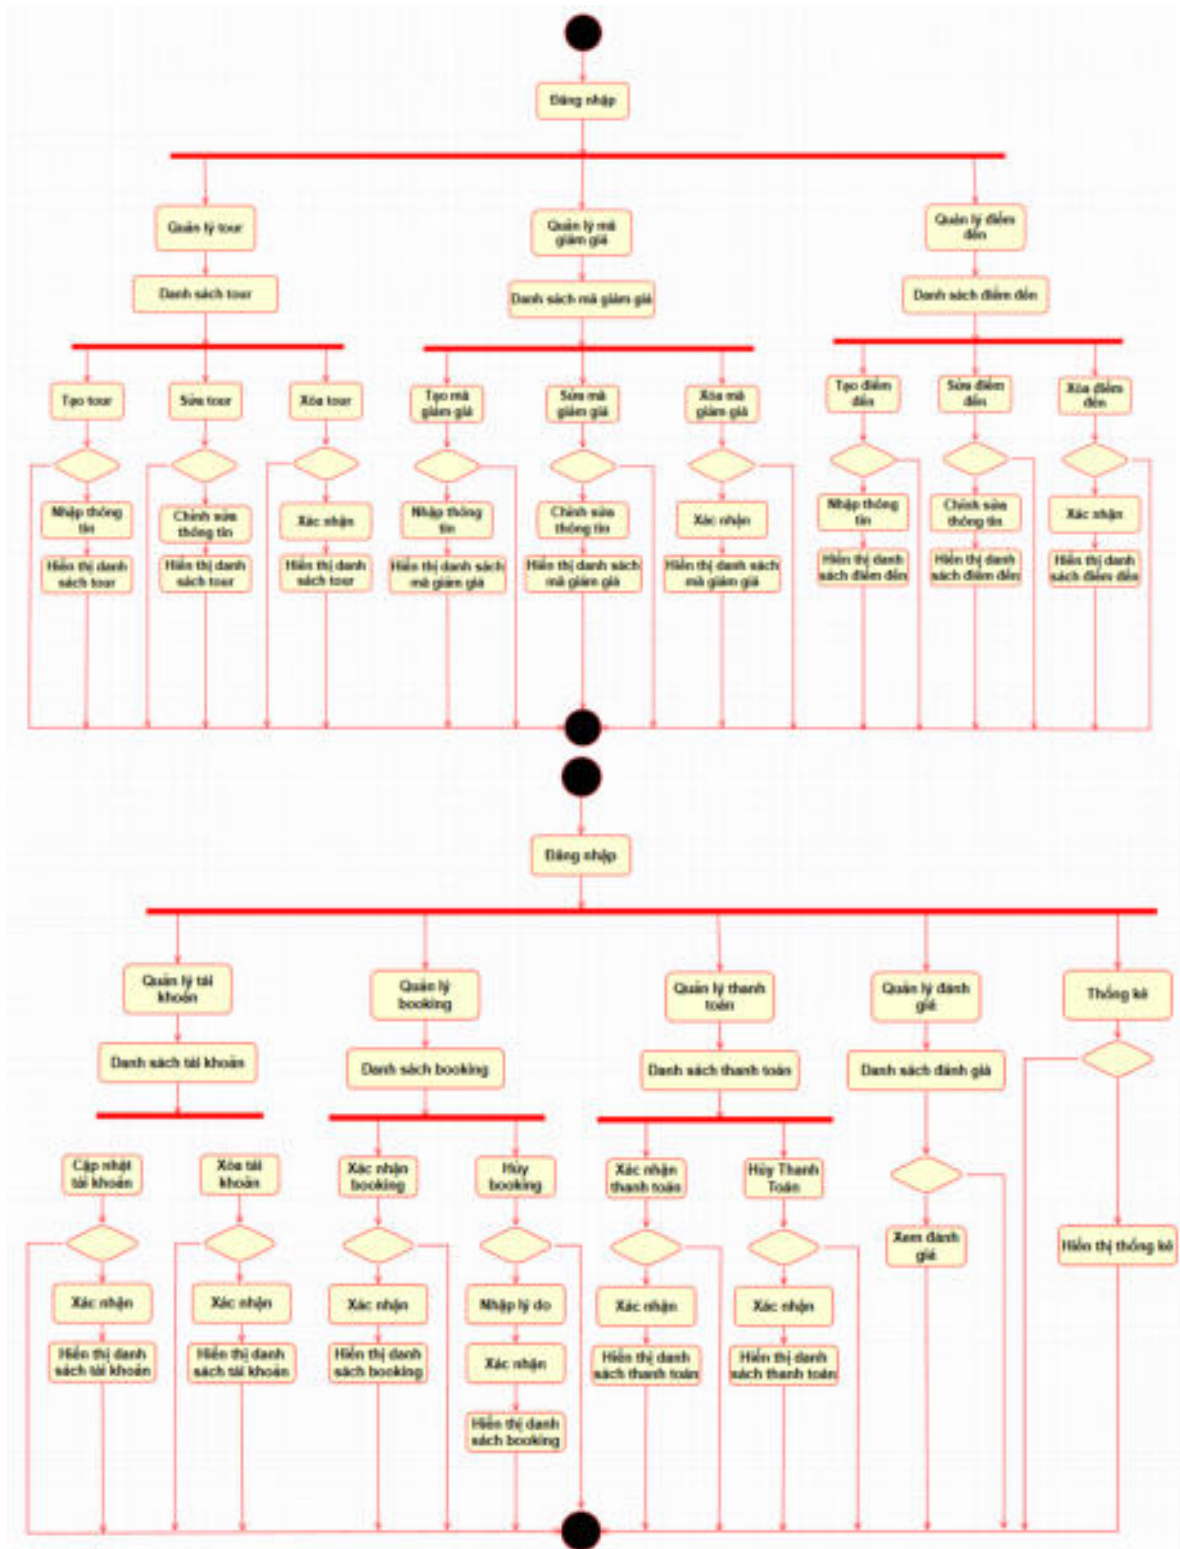 Đăng nhập
Quản lý tour
Quản lý mã
giảm giá
Quản lý điểm
đến
Danh sách tour
Danh sách mã giảm giá
Danh sách điểm đến
Tạo tour
Sửa tour
Xóa tour
Tạo mã
giảm giá
Sửa mã
giảm giá
Xóa mã
giảm giá
Tạo điểm
đến
Sửa điểm
đến
Xóa điểm
đến
Nhập thông
tin
Chỉnh sửa
thông tin
Xác nhận
Nhập thông
tin
Chỉnh sửa
thông tin
Xác nhận
Nhập thông
tin
Chỉnh sửa
thông tin
Xác nhận
Hiển thị danh
sách tour
Hiển thị danh
sách tour
Hiển thị danh
sách tour
Hiển thị danh sách
mã giảm giá
Hiển thị danh sách
mã giảm giá
Hiển thị danh sách
mã giảm giá
Hiển thị danh
sách điểm đến
Hiển thị danh
sách điểm đến
Hiển thị danh
sách điểm đến
Đăng nhập
Quản lý tài
khoản
Quản lý
booking
Quản lý thanh
toán
Quản lý đánh
giá
Thống kê
Danh sách tài khoản
Danh sách booking
Danh sách thanh toán
Danh sách đánh giá
Cập nhật
tài khoản
Xóa tài
khoản
Xác nhận
booking
Hủy
booking
Xác nhận
thanh toán
Hủy Thanh
Toán
Xem đánh
giá
Hiển thị thống kê
Xác nhận
Xác nhận
Xác nhận
Nhập lý do
Xác nhận
Xác nhận
Hiển thị danh
sách tài khoản
Hiển thị danh
sách tài khoản
Hiển thị danh
sách booking
Xác nhận
Hiển thị danh
sách thanh toán
Hiển thị danh
sách thanh toán
Hiển thị danh
sách booking